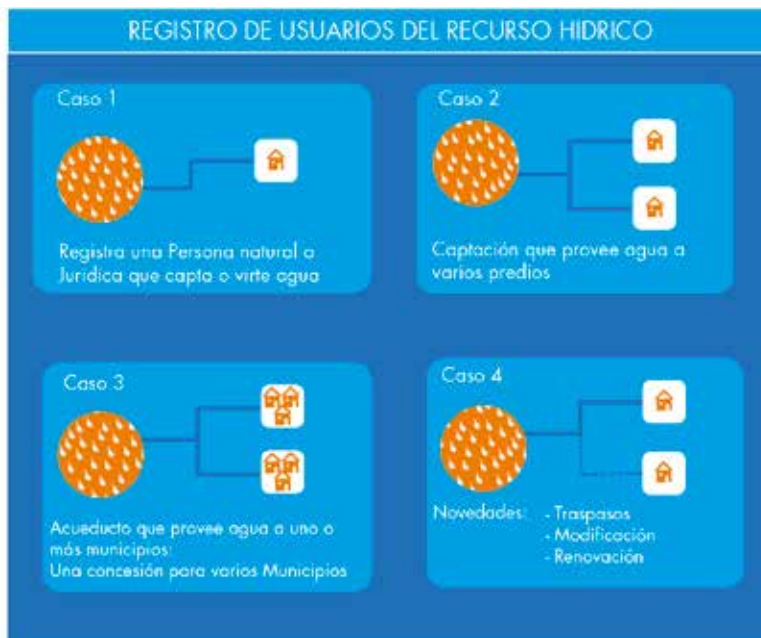 REGISTRO DE USUARIOS DEL RECURSO HIDRICO
Caso 1
Registra una Persona natural o
Jurídica que capta o virte agua
Caso 2
Captación que provee agua a
varios predios
Caso 3
Acueducto que provee agua a uno o
más municipios:
Una concesión para varios Municipios
Caso 4
Novedades: - Traspasos
- Modificación
- Renovación